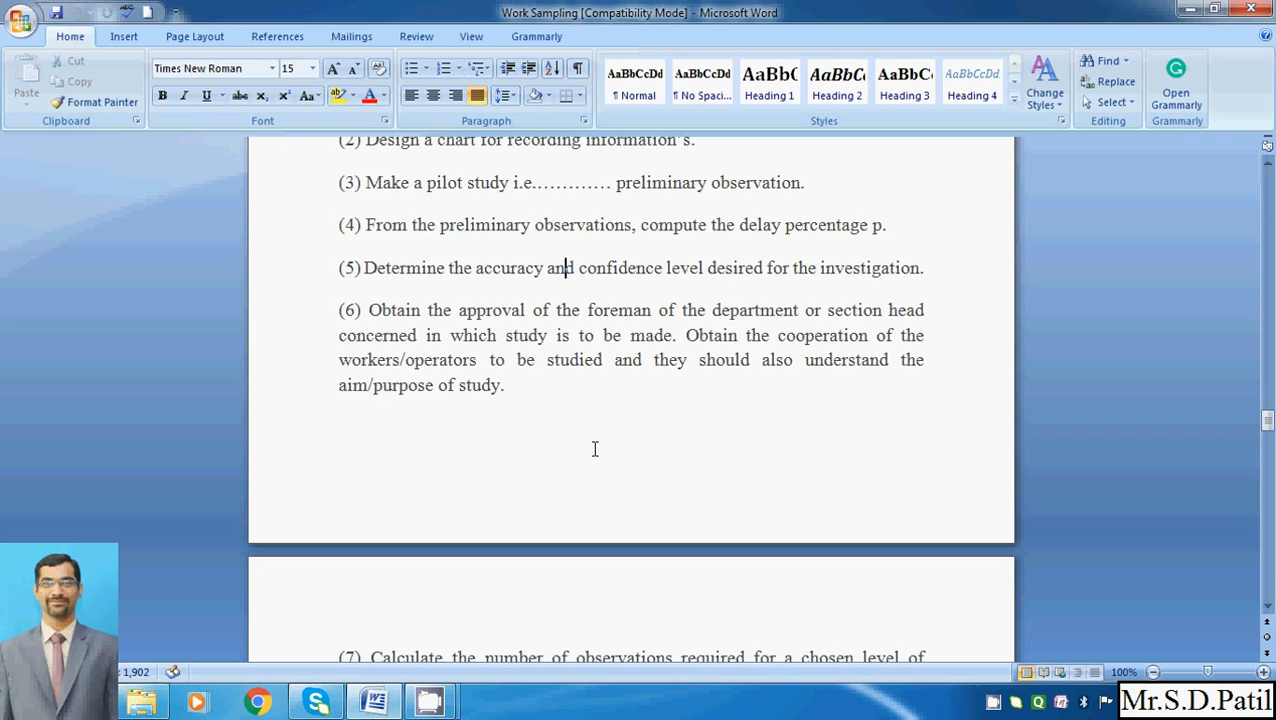 Work Sampling [Compatibility Mode] - Microsoft Word
Home Insert Page Layout References Mailings Review View Grammarly
Paste
Cut
Copy
Format Painter
Clipboard
Times New Roman 15
Font
Paragraph
AaBbCcDd AaBbCcDd AaBbC AaBbCc AaBbCc AaBbCcDd
¶ Normal ¶ No Spaci... Heading 1 Heading 2 Heading 3 Heading 4
Change Styles
Styles
Find
Replace
Select
Editing
Open Grammarly
Grammarly
(2) Design a chart for recording information's.
(3) Make a pilot study i.e.………… preliminary observation.
(4) From the preliminary observations, compute the delay percentage p.
(5) Determine the accuracy and confidence level desired for the investigation.
(6) Obtain the approval of the foreman of the department or section head
concerned in which study is to be made. Obtain the cooperation of the
workers/operators to be studied and they should also understand the
aim/purpose of study.
(7) Calculate the number of observations required for a chosen level of
: 1,902
100%
Mr.S.D.Patil